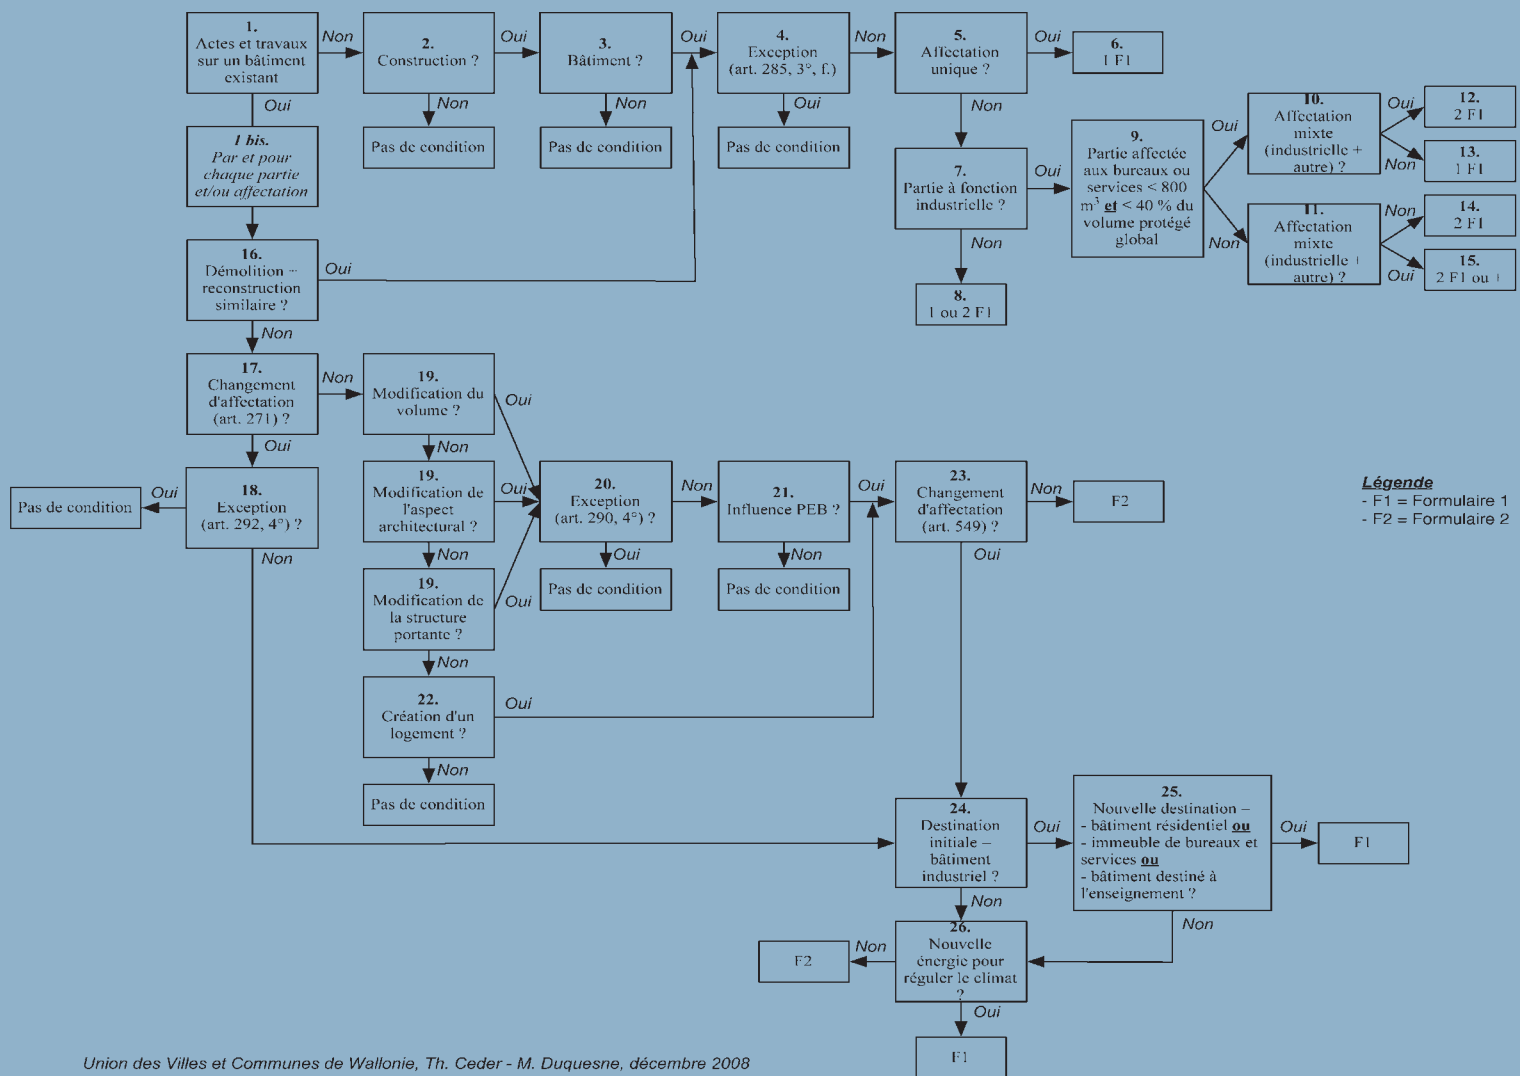 1.
Actes et travaux
sur un bâtiment
existant
Non
2.
Construction ?
Oui
3.
Bâtiment ?
Oui
4.
Exception
(art. 285, 3°, f.)
Non
5.
Affectation
unique ?
Oui
6.
1 F1
Oui
Non
Non
Oui
Non
Pas de condition
Pas de condition
Pas de condition
1 bis.
Par et pour
chaque partie
et/ou affectation
7.
Partie à fonction
industrielle ?
Oui
9.
Partie affectée
aux bureaux ou
services < 800
m³ et < 40 % du
volume protégé
global
Oui
10.
Affectation
mixte
(industrielle +
autre) ?
Oui
12.
2 F1
Non
13.
1 F1
Non
11.
Affectation
mixte
(industrielle +
autre) ?
Non
14.
2 F1
Oui
15.
2 F1 ou +
Non
8.
1 ou 2 F1
16.
Démolition –
reconstruction
similaire ?
Oui
Non
17.
Changement
d'affectation
(art. 271) ?
Non
19.
Modification du
volume ?
Oui
Oui
Non
Pas de condition
Oui
18.
Exception
(art. 292, 4°) ?
Non
19.
Modification de
l'aspect
architectural ?
Oui
20.
Exception
(art. 290, 4°) ?
Non
21.
Influence PEB ?
Oui
23.
Changement
d'affectation
(art. 549) ?
Non
F2
Légende
- F1 = Formulaire 1
- F2 = Formulaire 2
Non
Oui
Non
Oui
Pas de condition
Pas de condition
19.
Modification de
la structure
portante ?
Oui
Non
22.
Création d'un
logement ?
Oui
Non
Pas de condition
24.
Destination
initiale –
bâtiment
industriel ?
Oui
25.
Nouvelle destination –
- bâtiment résidentiel ou
- immeuble de bureaux et
services ou
- bâtiment destiné à
l'enseignement ?
Oui
F1
Non
Non
26.
Nouvelle
énergie pour
réguler le climat
?
Non
F2
Oui
F1
Union des Villes et Communes de Wallonie, Th. Ceder - M. Duquesne, décembre 2008